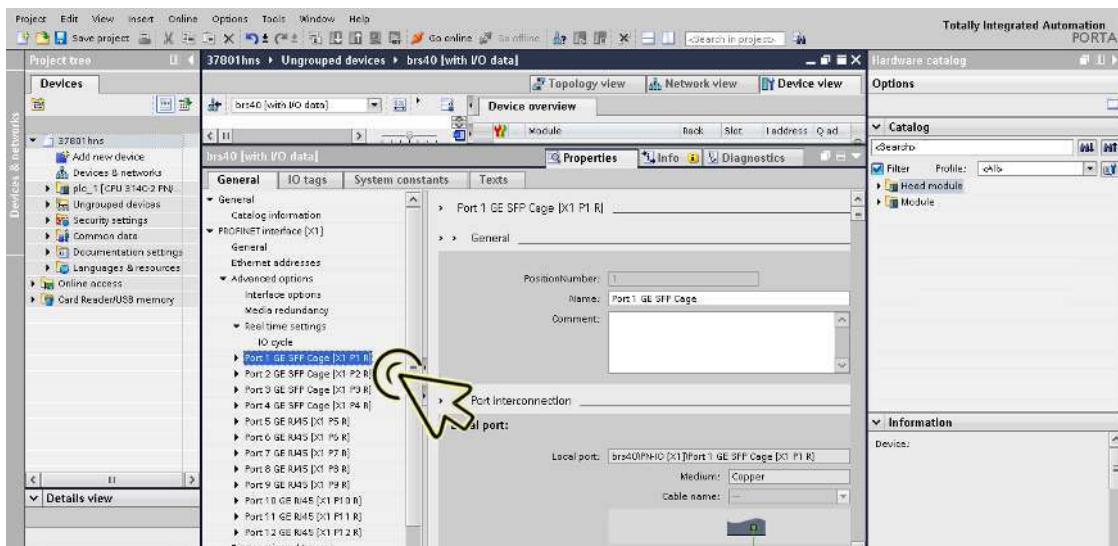 Project Edit View Insert Online Options Tools Window Help
Totally Integrated Automation
PORTA
Save project Go online Go offline <Search in project>
Project tree
37801hns Ungrouped devices brs40 [with I/O data]
Hardware catalog
Devices
Topology view Network view Device view
Options
brs40 [with I/O data]
Device overview
Module Rack Slot I address Q ad
Catalog
<Search>
Filter Profile: <All>
Head module
Module
Devices & networks
37801hns
Add new device
Devices & networks
plc_1 [CPU 314C-2 PN/
Ungrouped devices
Security settings
Common data
Documentation settings
Languages & resources
Online access
Card Reader/USB memory
Details view
brs40 [with I/O data]
Properties Info Diagnostics
General IO tags System constants Texts
General
Catalog information
PROFINET interface [X1]
General
Ethernet addresses
Advanced options
Interface options
Media redundancy
Real time settings
IO cycle
Port 1 GE SFP Cage [X1 P1 R]
Port 2 GE SFP Cage [X1 P2 R]
Port 3 GE SFP Cage [X1 P3 R]
Port 4 GE SFP Cage [X1 P4 R]
Port 5 GE RJ45 [X1 P5 R]
Port 6 GE RJ45 [X1 P6 R]
Port 7 GE RJ45 [X1 P7 R]
Port 8 GE RJ45 [X1 P8 R]
Port 9 GE RJ45 [X1 P9 R]
Port 10 GE RJ45 [X1 P10 R]
Port 11 GE RJ45 [X1 P11 R]
Port 12 GE RJ45 [X1 P12 R]
Port 1 GE SFP Cage [X1 P1 R]
General
PositionNumber: 1
Name: Port 1 GE SFP Cage
Comment:
Port interconnection
al port:
Local port: brs40\PN-IO [X1]\Port 1 GE SFP Cage [X1 P1 R]
Medium: Copper
Cable name: ---
Information
Device: